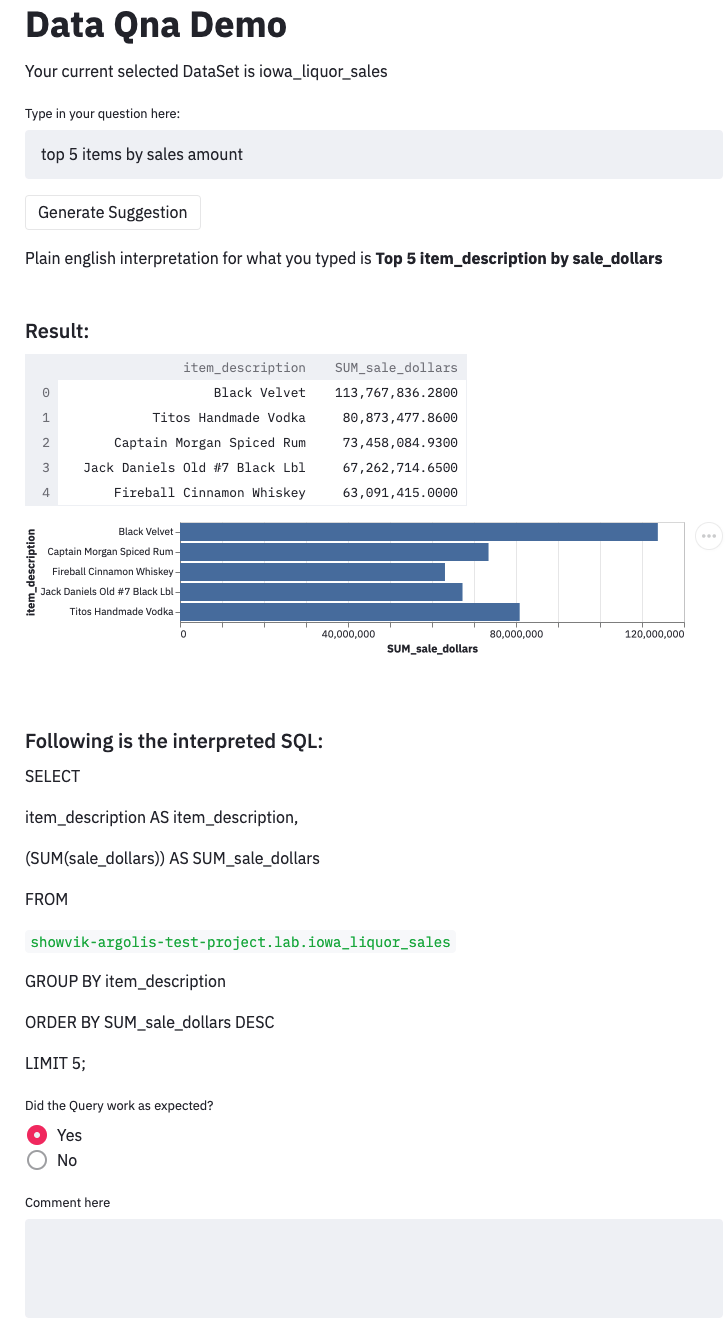 Data Qna Demo
Your current selected DataSet is iowa_liquor_sales
Type in your question here:
top 5 items by sales amount
Generate Suggestion
Plain english interpretation for what you typed is Top 5 item_description by sale_dollars
Result:
item_description SUM_sale_dollars
0 Black Velvet 113,767,836.2800
1 Titos Handmade Vodka 80,873,477.8600
2 Captain Morgan Spiced Rum 73,458,084.9300
3 Jack Daniels Old #7 Black Lbl 67,262,714.6500
4 Fireball Cinnamon Whiskey 63,091,415.0000
item_description
Black Velvet
Captain Morgan Spiced Rum
Fireball Cinnamon Whiskey
Jack Daniels Old #7 Black Lbl
Titos Handmade Vodka
0 40,000,000 80,000,000 120,000,000
SUM_sale_dollars
Following is the interpreted SQL:
SELECT
item_description AS item_description,
(SUM(sale_dollars)) AS SUM_sale_dollars
FROM
showvik-argolis-test-project.lab.iowa_liquor_sales
GROUP BY item_description
ORDER BY SUM_sale_dollars DESC
LIMIT 5;
Did the Query work as expected?
Yes
No
Comment here